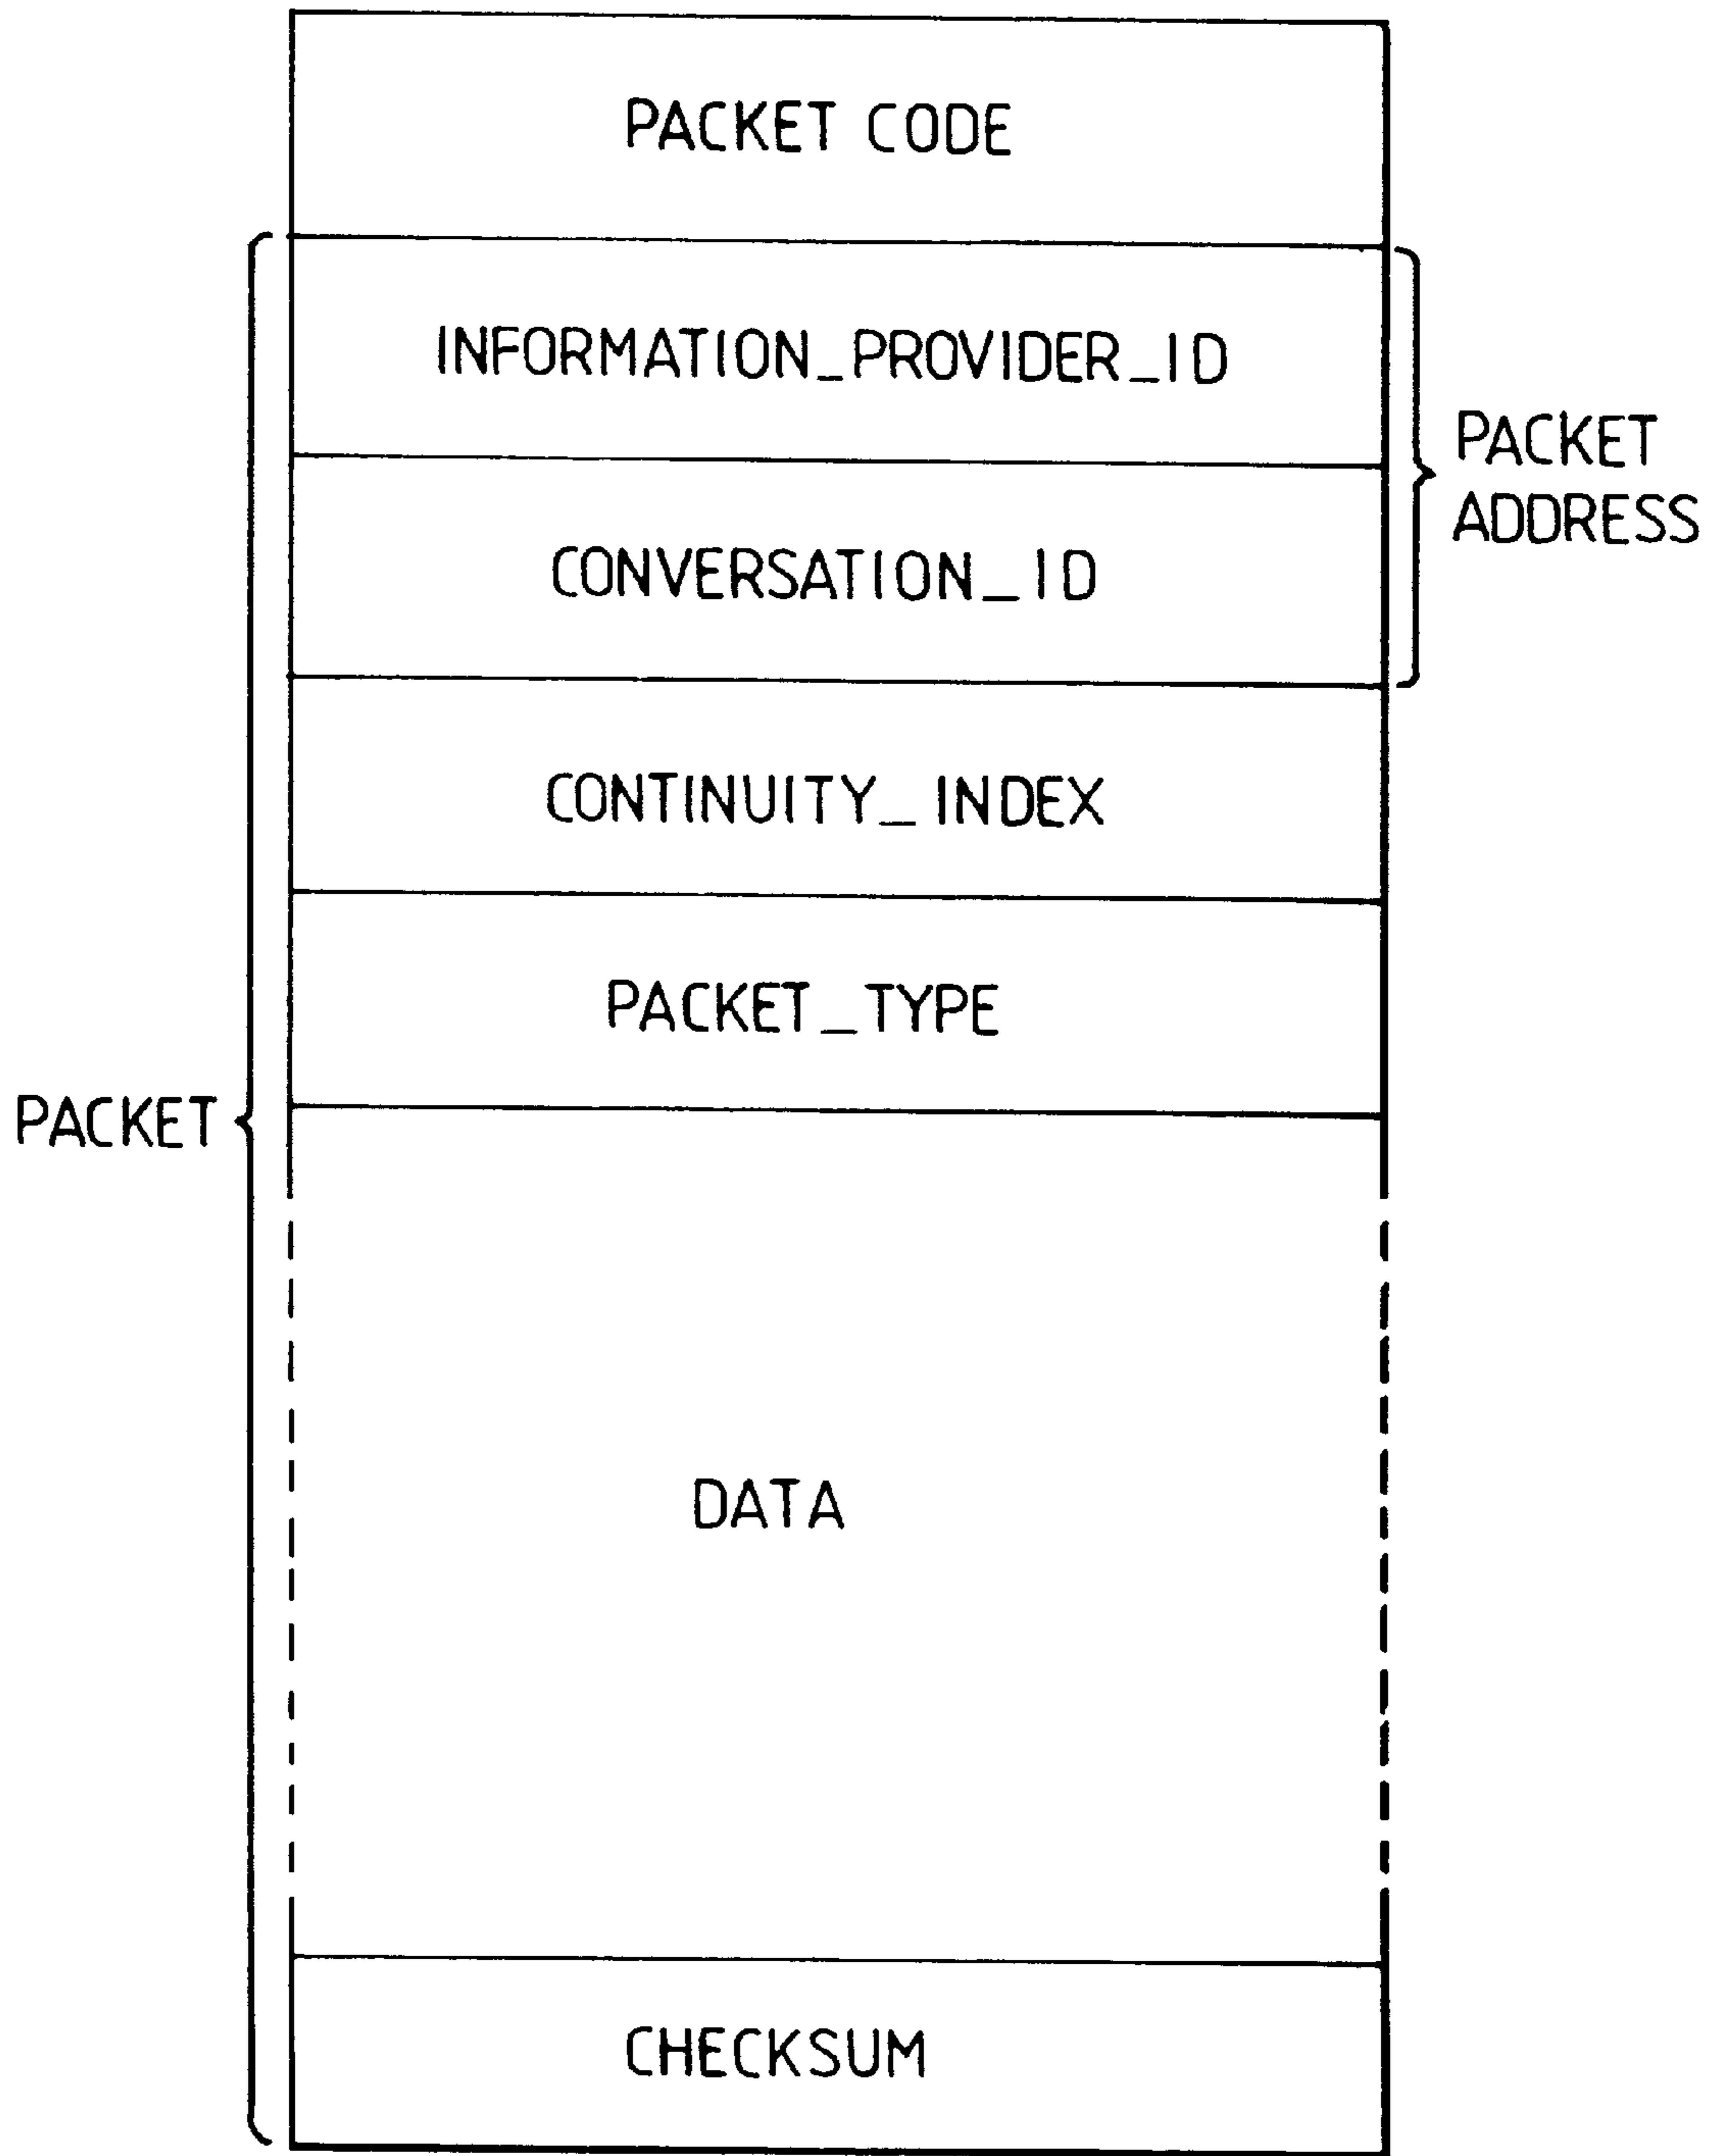 PACKET CODE
INFORMATION_PROVIDER_ID
PACKET
ADDRESS
CONVERSATION_ID
CONTINUITY_INDEX
PACKET_TYPE
PACKET
DATA
CHECKSUM